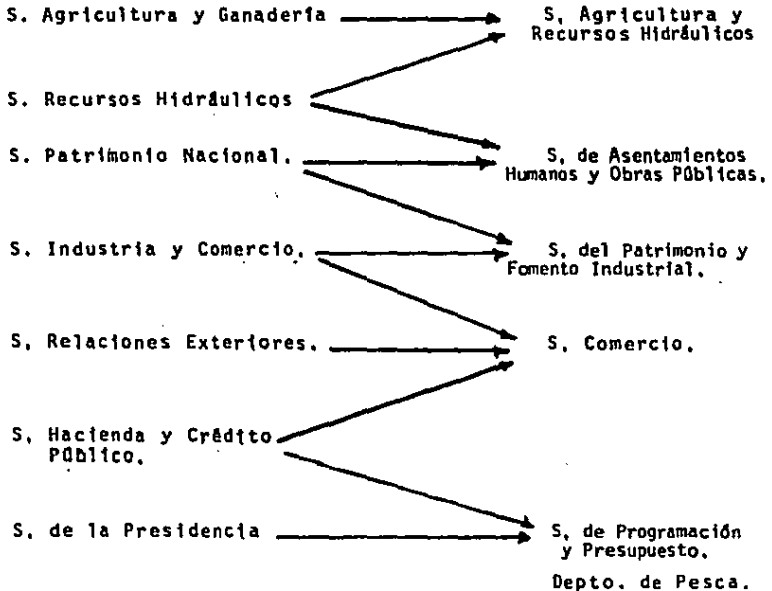 S. Agricultura y Ganadería
S, Agricultura y
Recursos Hidráulicos
S. Recursos Hidráulicos
S. Patrimonio Nacional.
S, de Asentamientos
Humanos y Obras Públicas.
S, Industria y Comercio.
S, del Patrimonio y
Fomento Industrial.
S, Relaciones Exteriores.
S, Comercio.
S, Hacienda y Crédito
Público.
S. de la Presidencia
S, de Programación
y Presupuesto.
Depto. de Pesca.